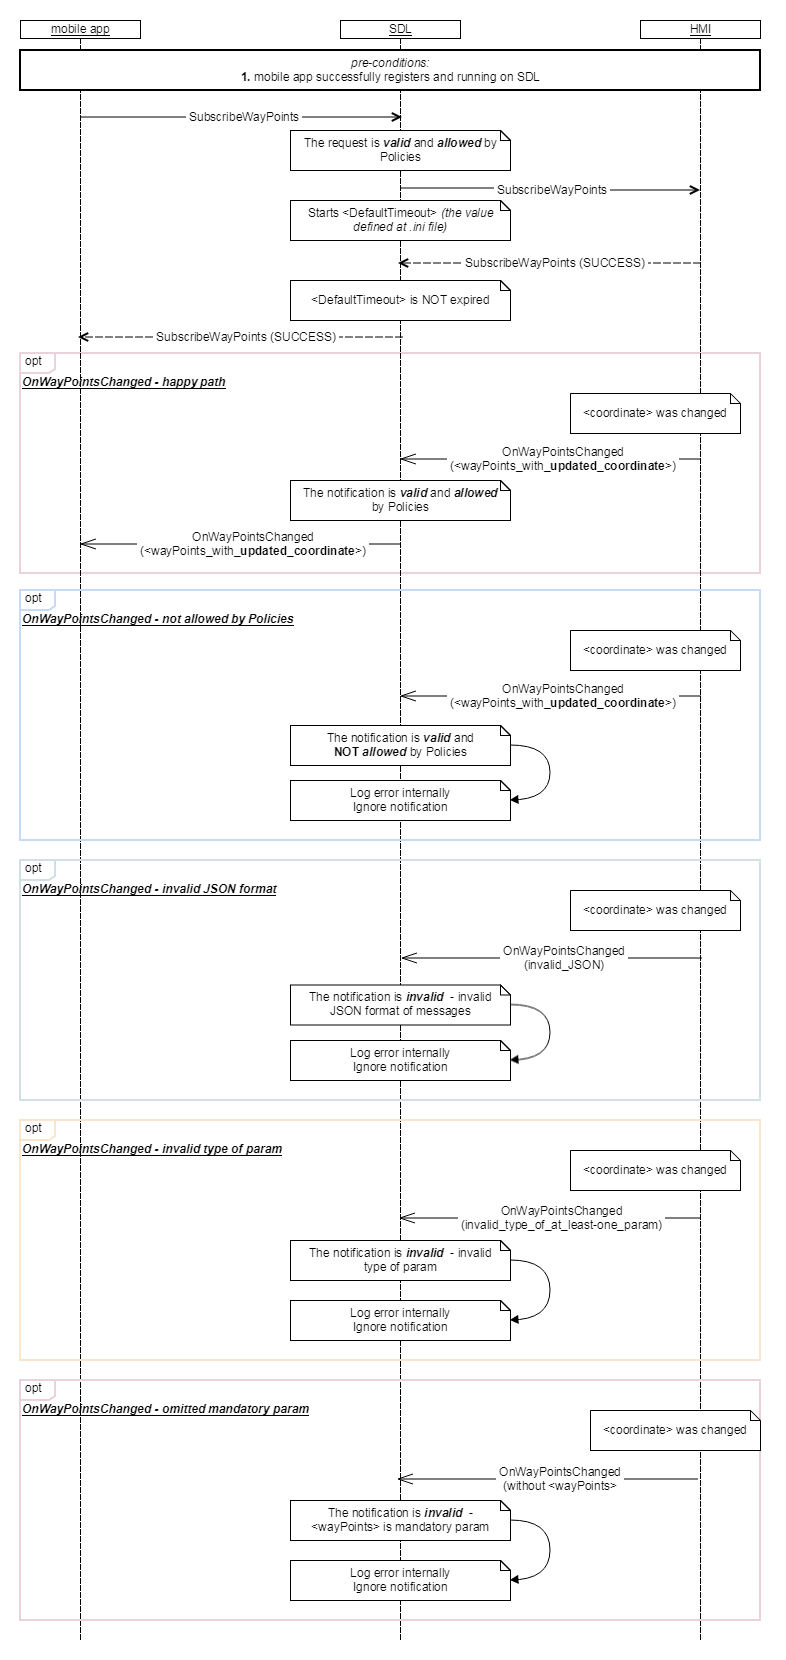 mobile app
SDL
HMI
pre-conditions:
1. mobile app successfully registers and running on SDL
SubscribeWayPoints
The request is valid and allowed by
Policies
SubscribeWayPoints
Starts <DefaultTimeout> (the value
defined at .ini file)
SubscribeWayPoints (SUCCESS)
<DefaultTimeout> is NOT expired
SubscribeWayPoints (SUCCESS)
opt
OnWayPointsChanged - happy path
<coordinate> was changed
OnWayPointsChanged
(<wayPoints_with_updated_coordinate>)
The notification is valid and allowed
by Policies
OnWayPointsChanged
(<wayPoints_with_updated_coordinate>)
opt
OnWayPointsChanged - not allowed by Policies
<coordinate> was changed
OnWayPointsChanged
(<wayPoints_with_updated_coordinate>)
The notification is valid and
NOT allowed by Policies
Log error internally
Ignore notification
opt
OnWayPointsChanged - invalid JSON format
<coordinate> was changed
OnWayPointsChanged
(invalid_JSON)
The notification is invalid - invalid
JSON format of messages
Log error internally
Ignore notification
opt
OnWayPointsChanged - invalid type of param
<coordinate> was changed
OnWayPointsChanged
(invalid_type_of_at_least-one_param)
The notification is invalid - invalid
type of param
Log error internally
Ignore notification
opt
OnWayPointsChanged - omitted mandatory param
<coordinate> was changed
OnWayPointsChanged
(without <wayPoints>
The notification is invalid -
<wayPoints> is mandatory param
Log error internally
Ignore notification